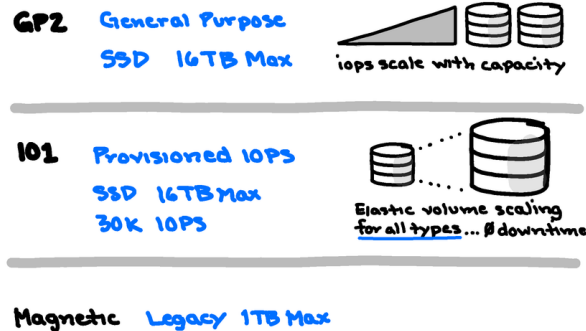 GP2 General Purpose
SSD 16TB Max
iops scale with capacity
IO1 Provisioned IOPS
SSD 16TB Max
30K IOPS
Elastic volume scaling
for all types... Ø downtime
Magnetic Legacy 1TB Max